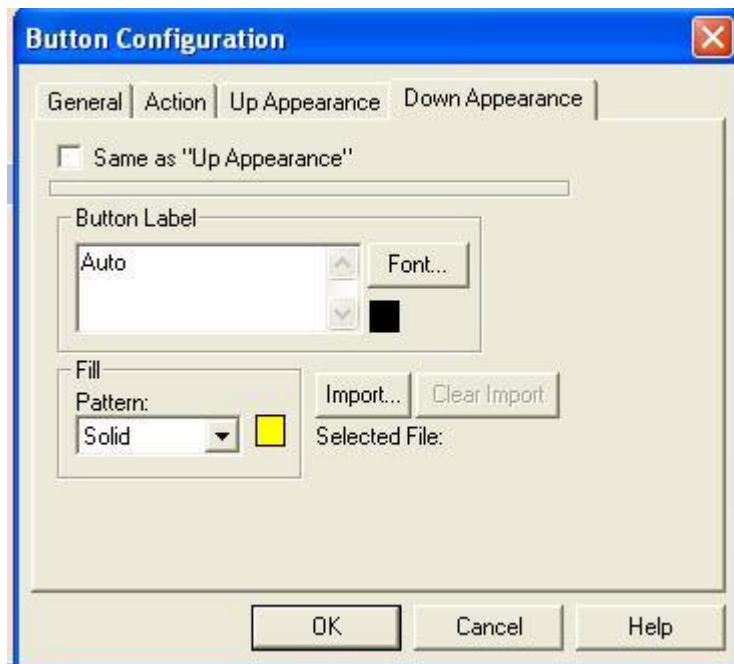 Button Configuration
General Action Up Appearance Down Appearance
Same as "Up Appearance"
Button Label
Auto
Font...
Fill
Pattern:
Solid
Import... Clear Import
Selected File:
OK Cancel Help